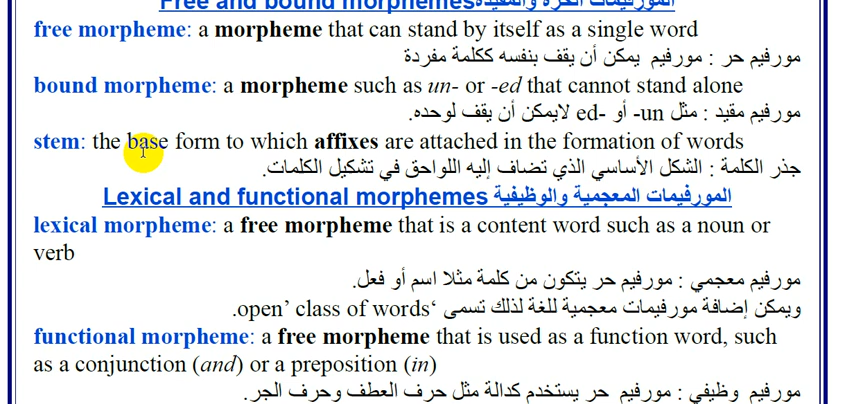 Free and bound morphemes المورفيمات الحرة والمقيدة
free morpheme: a morpheme that can stand by itself as a single word
مورفيم حر : مورفيم يمكن أن يقف بنفسه ككلمة مفردة
bound morpheme: a morpheme such as un- or -ed that cannot stand alone
مورفيم مقيد : مثل un- أو -ed لايمكن أن يقف لوحده.
stem: the base form to which affixes are attached in the formation of words
جذر الكلمة : الشكل الأساسي الذي تضاف إليه اللواحق في تشكيل الكلمات.
Lexical and functional morphemes المورفيمات المعجمية والوظيفية
lexical morpheme: a free morpheme that is a content word such as a noun or
verb
مورفيم معجمي : مورفيم حر يتكون من كلمة مثلا اسم أو فعل.
ويمكن إضافة مورفيمات معجمية للغة لذلك تسمى ‘open’ class of words.
functional morpheme: a free morpheme that is used as a function word, such
as a conjunction (and) or a preposition (in)
مورفيم وظيفي : مورفيم حر يستخدم كدالة مثل حرف العطف وحرف الجر.